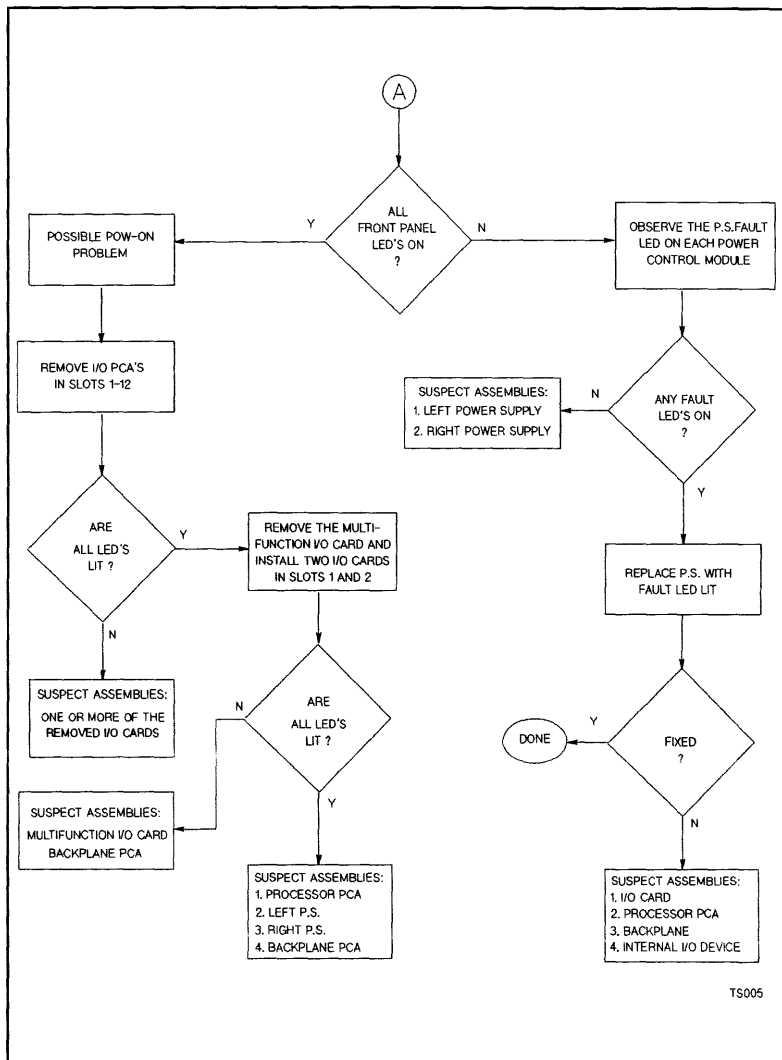 A
ALL
FRONT PANEL
LED'S ON
?
Y
N
POSSIBLE POW-ON
PROBLEM
OBSERVE THE P.S.FAULT
LED ON EACH POWER
CONTROL MODULE
REMOVE I/O PCA'S
IN SLOTS 1-12
SUSPECT ASSEMBLIES:
1. LEFT POWER SUPPLY
2. RIGHT POWER SUPPLY
N
ANY FAULT
LED'S ON
?
Y
ARE
ALL LED'S
LIT ?
Y
N
REMOVE THE MULTI-
FUNCTION I/O CARD AND
INSTALL TWO I/O CARDS
IN SLOTS 1 AND 2
REPLACE P.S. WITH
FAULT LED LIT
SUSPECT ASSEMBLIES:
ONE OR MORE OF THE
REMOVED I/O CARDS
ARE
ALL LED'S
LIT ?
N
Y
DONE
Y
FIXED
?
N
SUSPECT ASSEMBLIES:
MULTIFUNCTION I/O CARD
BACKPLANE PCA
SUSPECT ASSEMBLIES:
1. PROCESSOR PCA
2. LEFT P.S.
3. RIGHT P.S.
4. BACKPLANE PCA
SUSPECT ASSEMBLIES:
1. I/O CARD
2. PROCESSOR PCA
3. BACKPLANE
4. INTERNAL I/O DEVICE
TS005